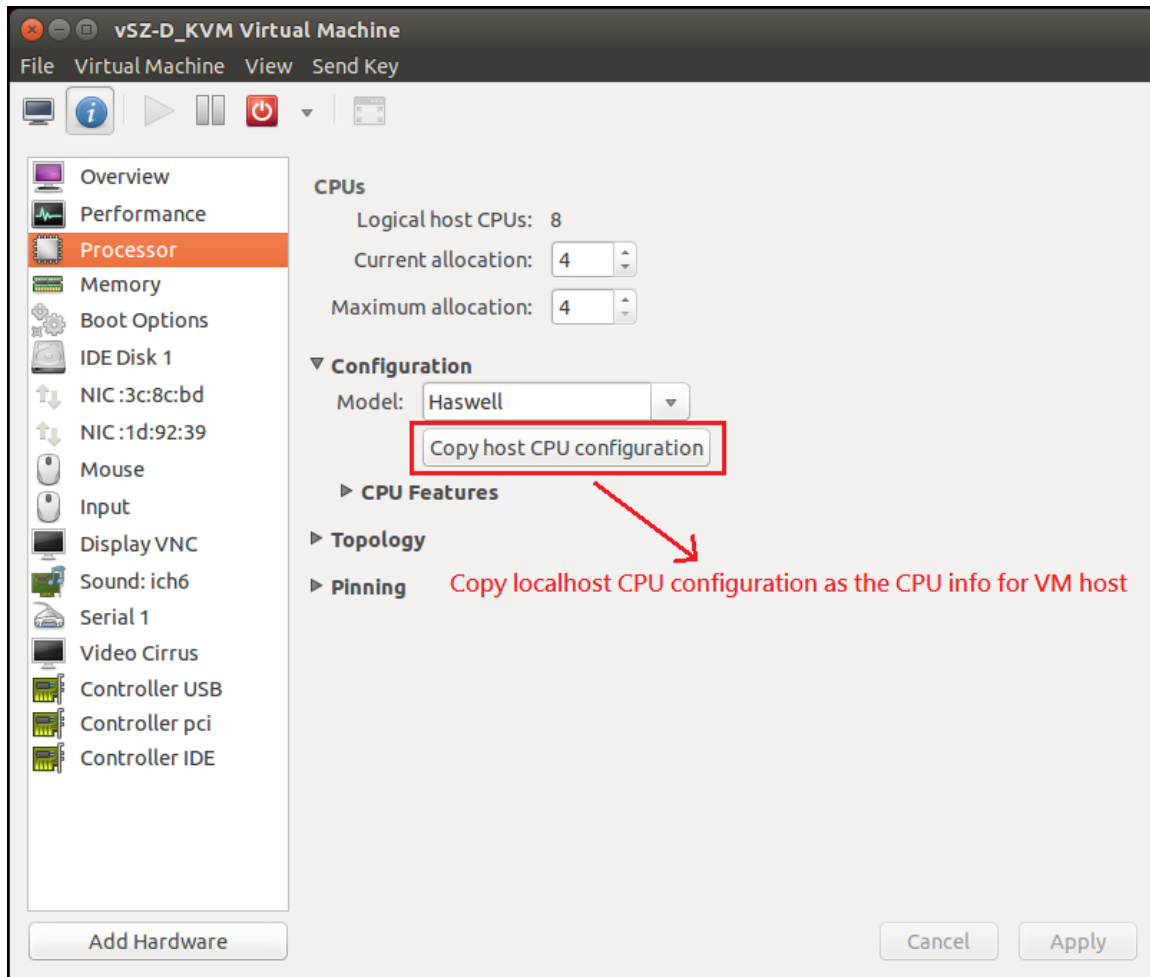 vSZ-D_KVM Virtual Machine
File Virtual Machine View Send Key
Overview
Performance
Processor
Memory
Boot Options
IDE Disk 1
NIC :3c:8c:bd
NIC :1d:92:39
Mouse
Input
Display VNC
Sound: ich6
Serial 1
Video Cirrus
Controller USB
Controller pci
Controller IDE
Add Hardware
CPUs
Logical host CPUs: 8
Current allocation: 4
Maximum allocation: 4
Configuration
Model: Haswell
Copy host CPU configuration
CPU Features
Topology
Pinning
Copy localhost CPU configuration as the CPU info for VM host
Cancel Apply